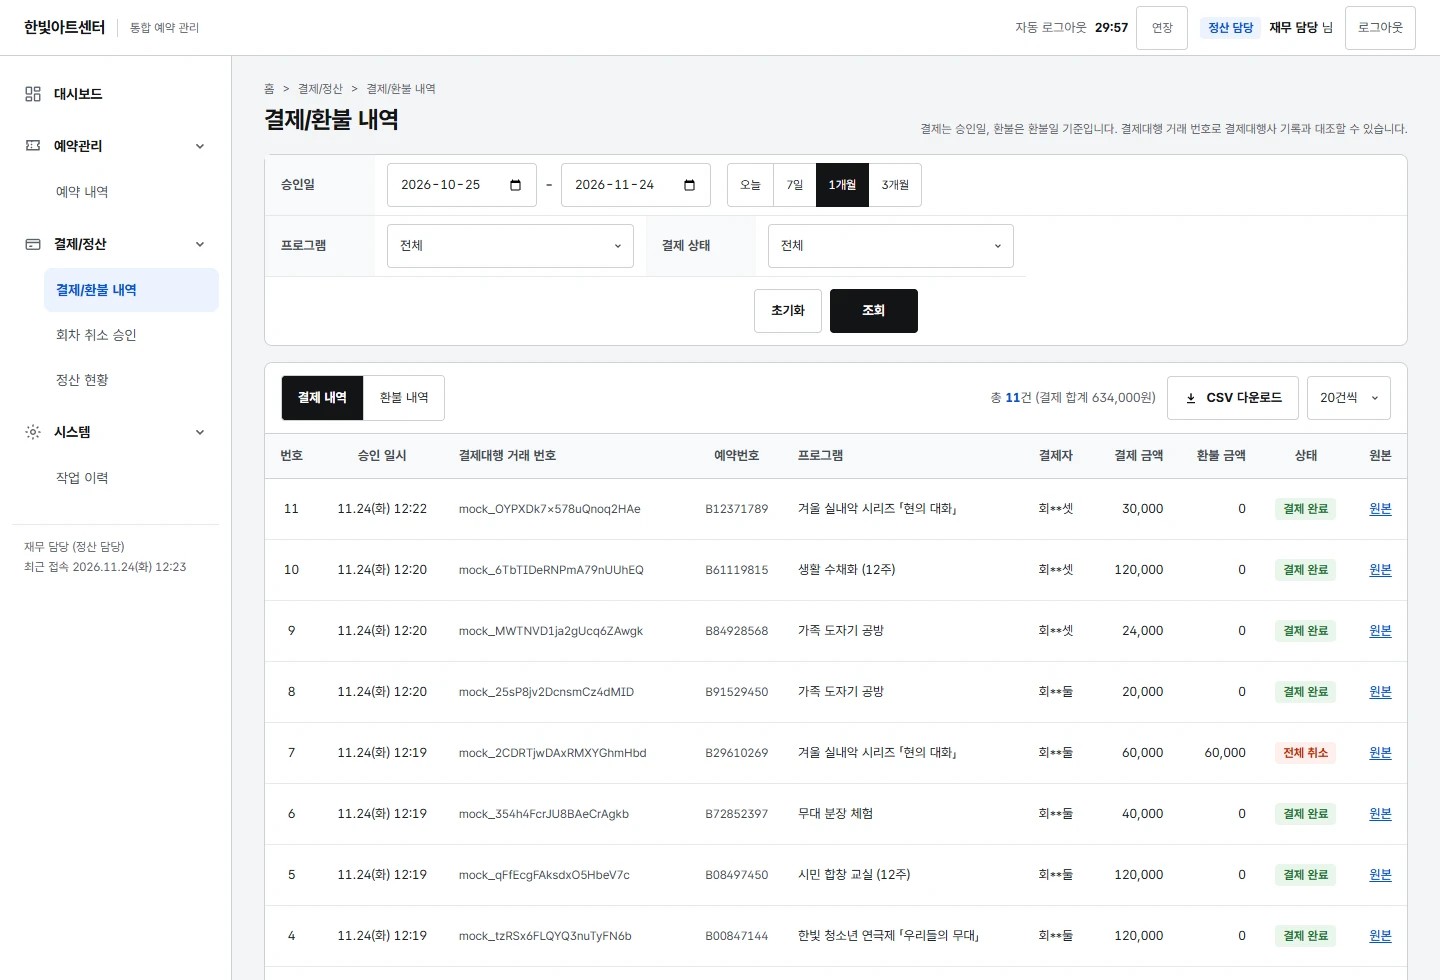 한빛아트센터 통합 예약 관리 자동 로그아웃 29:57 연장 정산 담당 재무 담당 님 로그아웃
대시보드
예약관리
예약 내역
결제/정산
결제/환불 내역
회차 취소 승인
정산 현황
시스템
작업 이력
재무 담당 (정산 담당)
최근 접속 2026.11.24(화) 12:23
홈 > 결제/정산 > 결제/환불 내역
결제/환불 내역
결제는 승인일, 환불은 환불일 기준입니다. 결제대행 거래 번호로 결제대행사 기록과 대조할 수 있습니다.
승인일 2026-10-25 - 2026-11-24 오늘 7일 1개월 3개월
프로그램 전체 결제 상태 전체
초기화 조회
결제 내역 환불 내역 총 11건 (결제 합계 634,000원) CSV 다운로드 20건씩
번호 승인 일시 결제대행 거래 번호 예약번호 프로그램 결제자 결제 금액 환불 금액 상태 원본
11 11.24(화) 12:22 mock_OYPXDk7×578uQnoq2HAe B12371789 겨울 실내악 시리즈 「현의 대화」 회**셋 30,000 0 결제 완료 원본
10 11.24(화) 12:20 mock_6TbTIDeRNPmA79nUUhEQ B61119815 생활 수채화 (12주) 회**셋 120,000 0 결제 완료 원본
9 11.24(화) 12:20 mock_MWTNVD1ja2gUcq6ZAwgk B84928568 가족 도자기 공방 회**셋 24,000 0 결제 완료 원본
8 11.24(화) 12:20 mock_25sP8jv2DcnsmCz4dMID B91529450 가족 도자기 공방 회**둘 20,000 0 결제 완료 원본
7 11.24(화) 12:19 mock_2CDRTjwDAxRMXYGhmHbd B29610269 겨울 실내악 시리즈 「현의 대화」 회**둘 60,000 60,000 전체 취소 원본
6 11.24(화) 12:19 mock_354h4FcrJU8BAeCrAgkb B72852397 무대 분장 체험 회**둘 40,000 0 결제 완료 원본
5 11.24(화) 12:19 mock_qFfEcgFAksdxO5HbeV7c B08497450 시민 합창 교실 (12주) 회**둘 120,000 0 결제 완료 원본
4 11.24(화) 12:19 mock_tzRSx6FLQYQ3nuTyFN6b B00847144 한빛 청소년 연극제 「우리들의 무대」 회**둘 120,000 0 결제 완료 원본